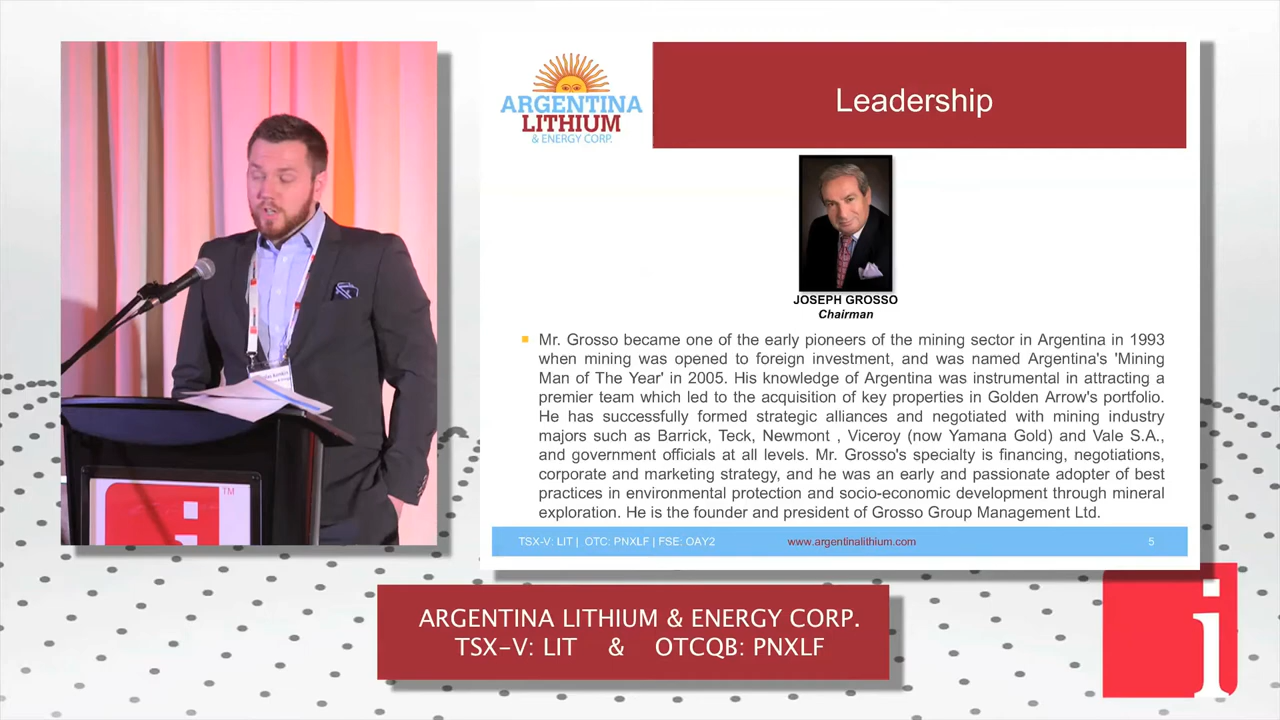 ARGENTINA
LITHIUM
& ENERGY CORP.
Leadership
JOSEPH GROSSO
Chairman
Mr. Grosso became one of the early pioneers of the mining sector in Argentina in 1993
when mining was opened to foreign investment, and was named Argentina's 'Mining
Man of The Year' in 2005. His knowledge of Argentina was instrumental in attracting a
premier team which led to the acquisition of key properties in Golden Arrow's portfolio.
He has successfully formed strategic alliances and negotiated with mining industry
majors such as Barrick, Teck, Newmont , Viceroy (now Yamana Gold) and Vale S.A.,
and government officials at all levels. Mr. Grosso's specialty is financing, negotiations,
corporate and marketing strategy, and he was an early and passionate adopter of best
practices in environmental protection and socio-economic development through mineral
exploration. He is the founder and president of Grosso Group Management Ltd.
TSX-V: LIT | OTC: PNXLF | FSE: OAY2 www.argentinalithium.com 5
i TM
ARGENTINA LITHIUM & ENERGY CORP.
TSX-V: LIT & OTCQB: PNXLF
i